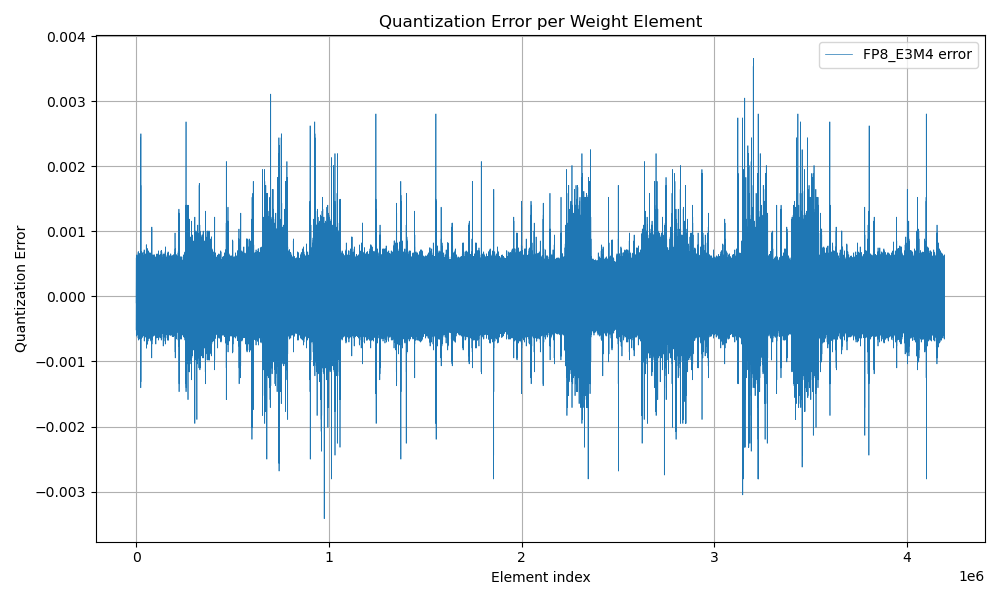 Quantization Error per Weight Element
FP8_E3M4 error
Quantization Error
0.004
0.003
0.002
0.001
0.000
−0.001
−0.002
−0.003
0 1 2 3 4
1e6
Element index